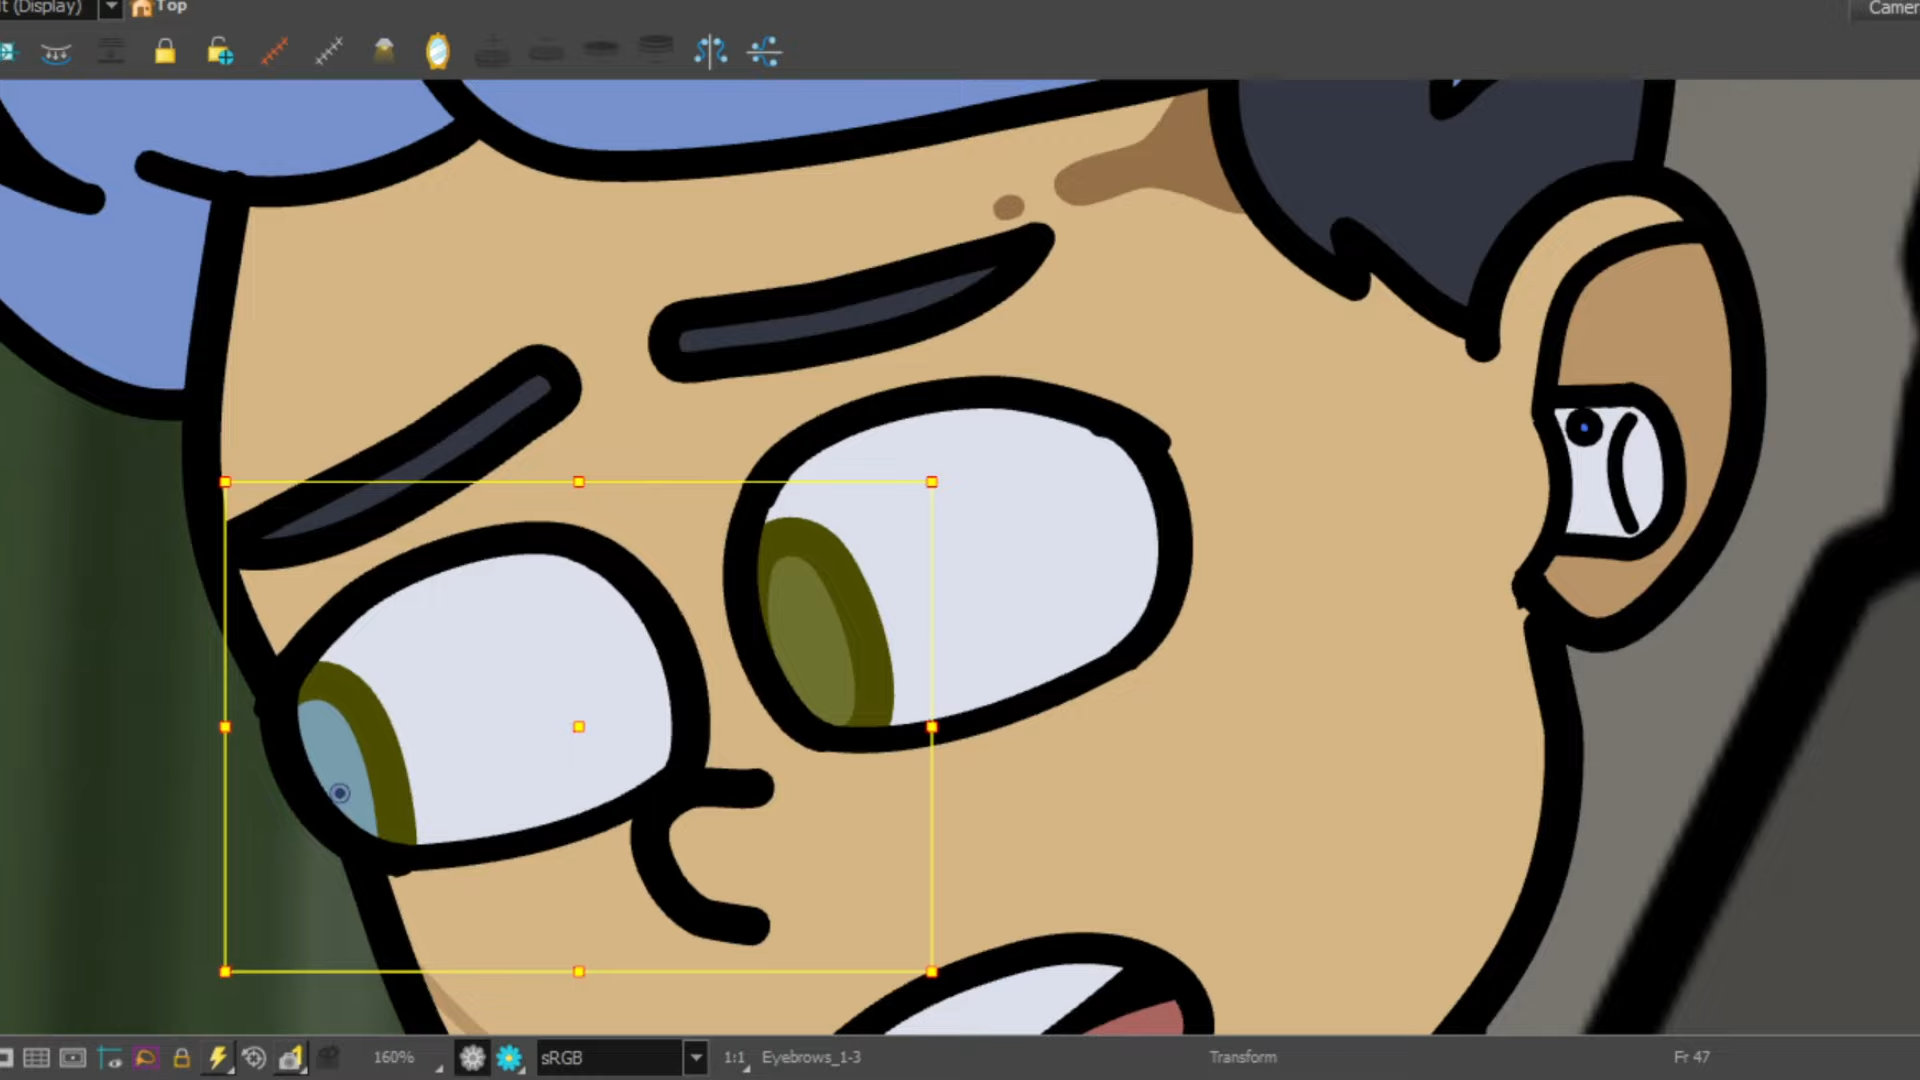 t (Display)
Top
Camer
160%
sRGB
1:1
Eyebrows_1-3
Transform
Fr 47